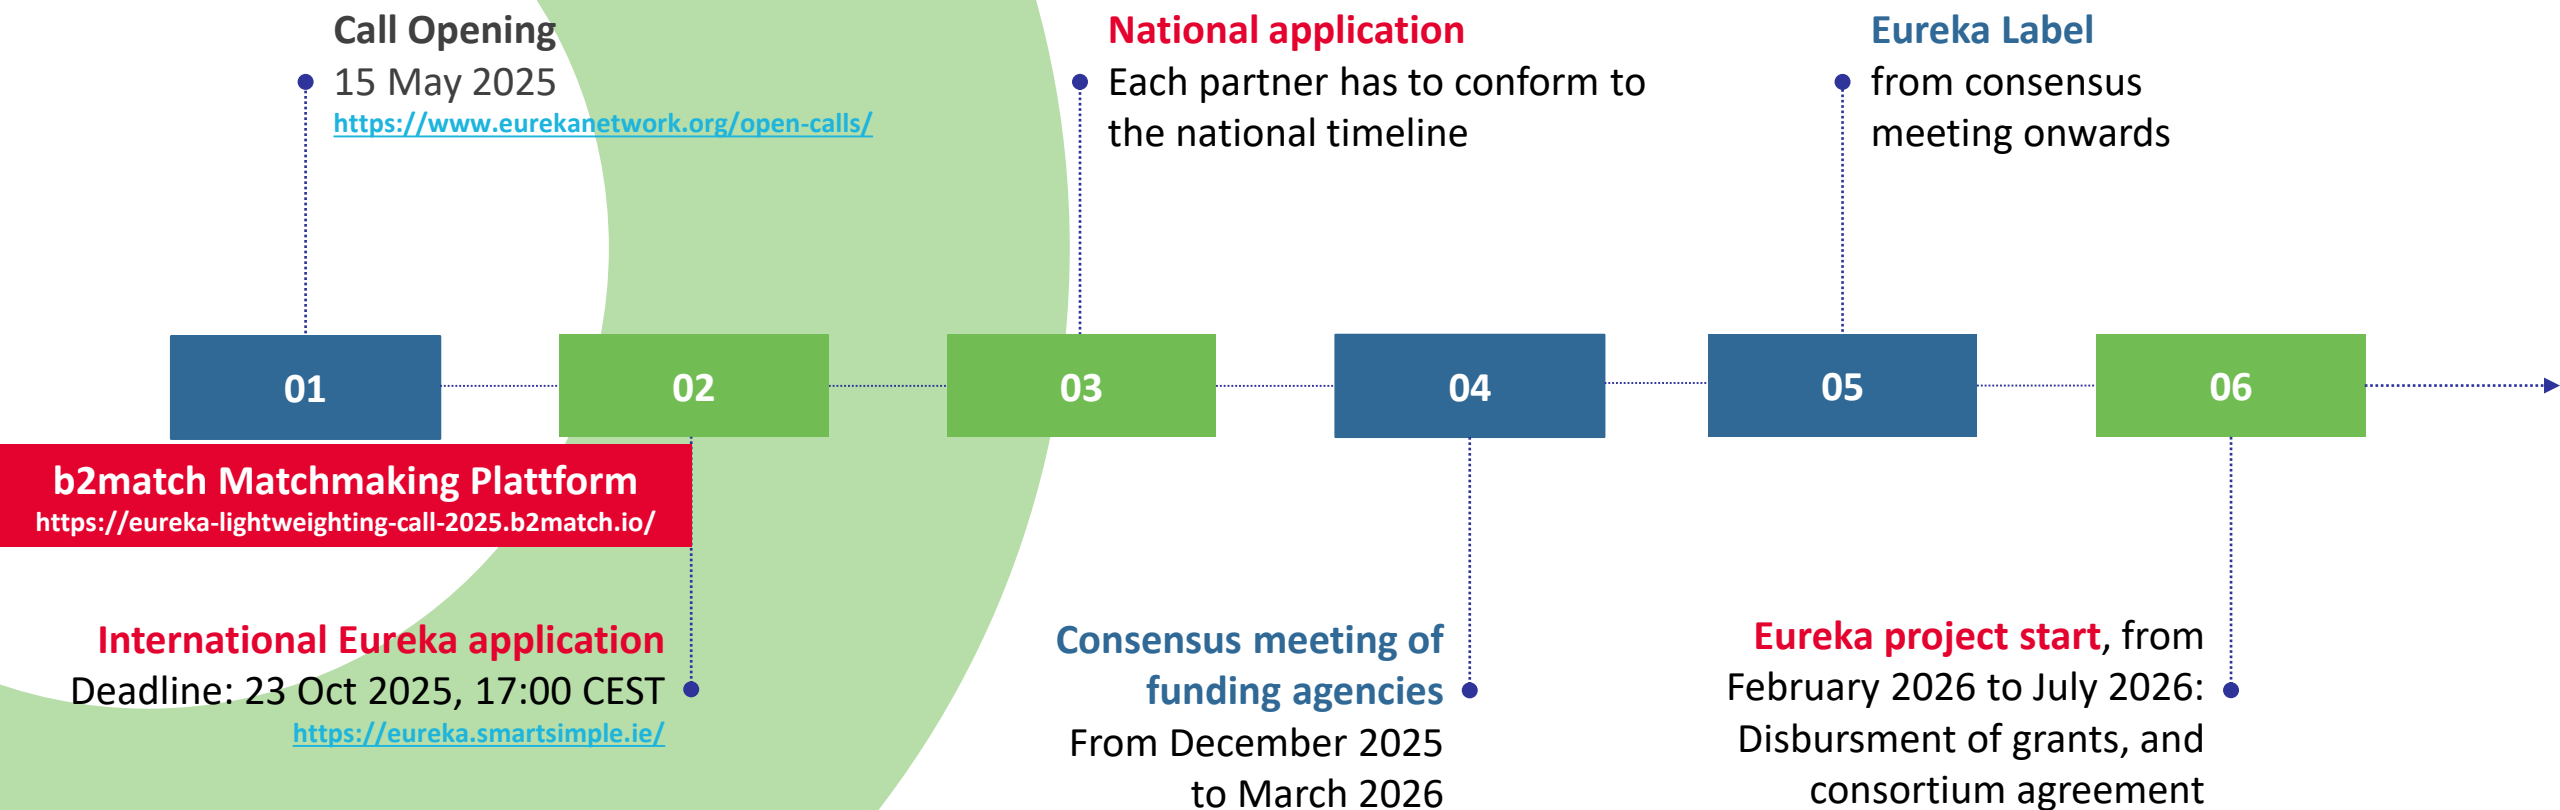 Call Opening
15 May 2025
https://www.eurekanetwork.org/open-calls/
National application
Each partner has to conform to
the national timeline
Eureka Label
from consensus
meeting onwards
01
02
03
04
05
06
b2match Matchmaking Plattform
https://eureka-lightweighting-call-2025.b2match.io/
International Eureka application
Deadline: 23 Oct 2025, 17:00 CEST
https://eureka.smartsimple.ie/
Consensus meeting of
funding agencies
From December 2025
to March 2026
Eureka project start, from
February 2026 to July 2026:
Disbursment of grants, and
consortium agreement